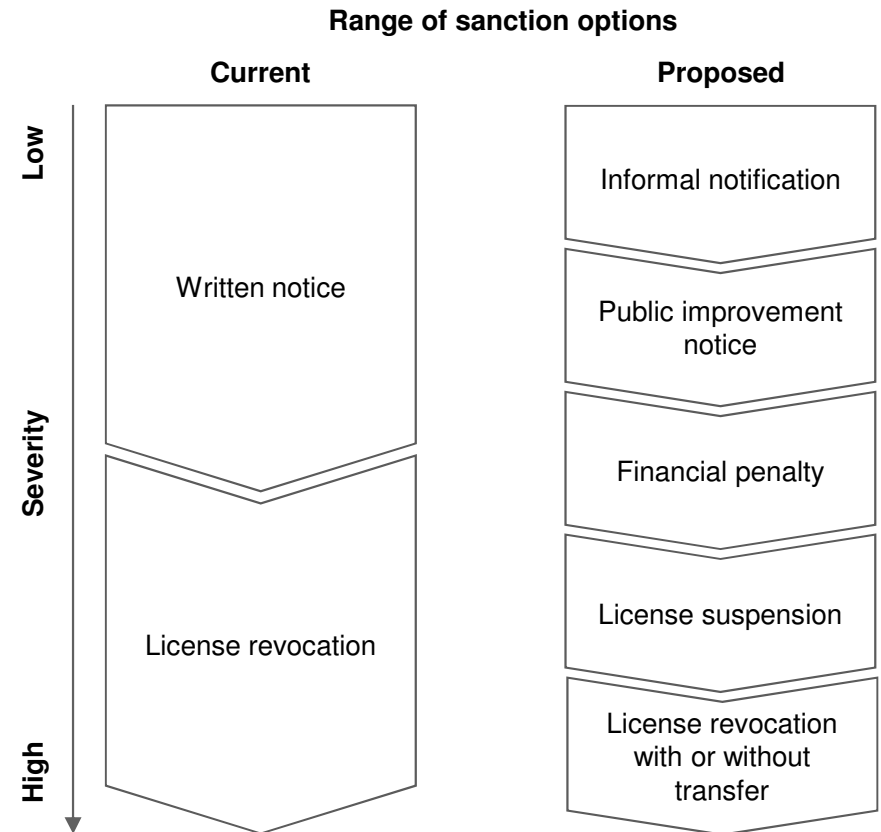 Range of sanction options
Current
Proposed
Low
Severity
High
Written notice
License revocation
Informal notification
Public improvement
notice
Financial penalty
License suspension
License revocation
with or without
transfer